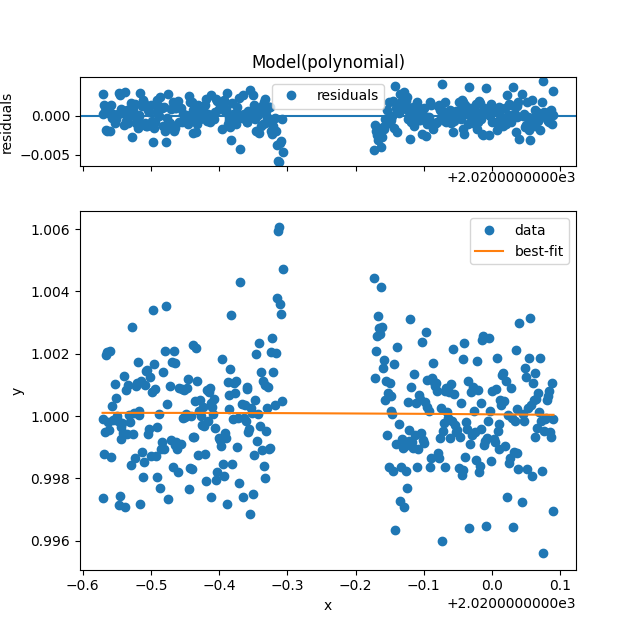 Model(polynomial)
residuals
0.000
−0.005
residuals
+2.0200000000e3
y
1.006
1.004
1.002
1.000
0.998
0.996
data
best-fit
−0.6 −0.5 −0.4 −0.3 −0.2 −0.1 0.0 0.1
x
+2.0200000000e3